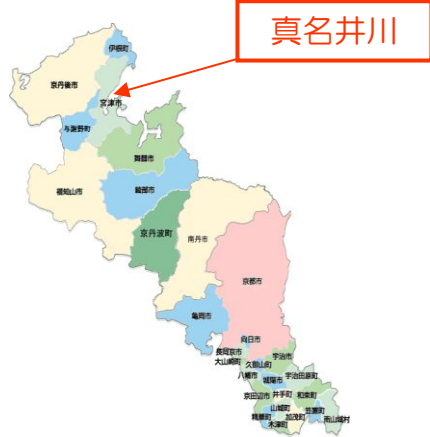 真名井川
伊根町
京丹後市
宮津市
与謝野町
舞鶴市
福知山市
綾部市
京丹波町
南丹市
京都市
亀岡市
向日市
長岡京市
大山崎町
宇治市
久御山町
八幡市
宇治田原町
城陽市
京田辺市
井手町
和束町
山城町
精華町
加茂町
笠置町
南山城村
木津町